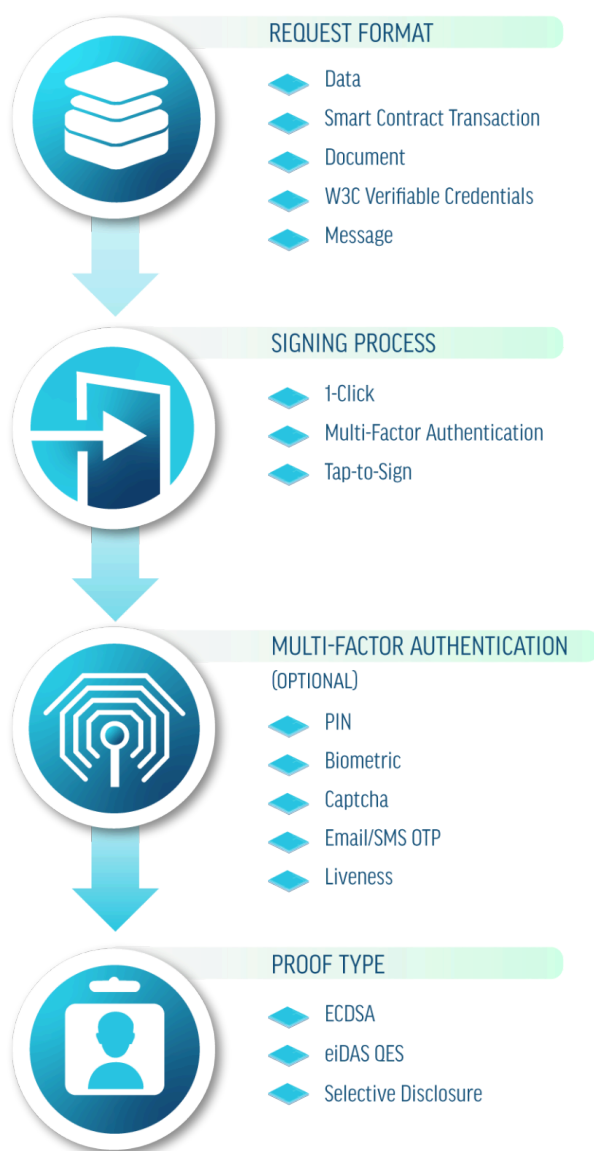 REQUEST FORMAT
Data
Smart Contract Transaction
Document
W3C Verifiable Credentials
Message
SIGNING PROCESS
1-Click
Multi-Factor Authentication
Tap-to-Sign
MULTI-FACTOR AUTHENTICATION
(OPTIONAL)
PIN
Biometric
Captcha
Email/SMS OTP
Liveness
PROOF TYPE
ECDSA
eiDAS QES
Selective Disclosure